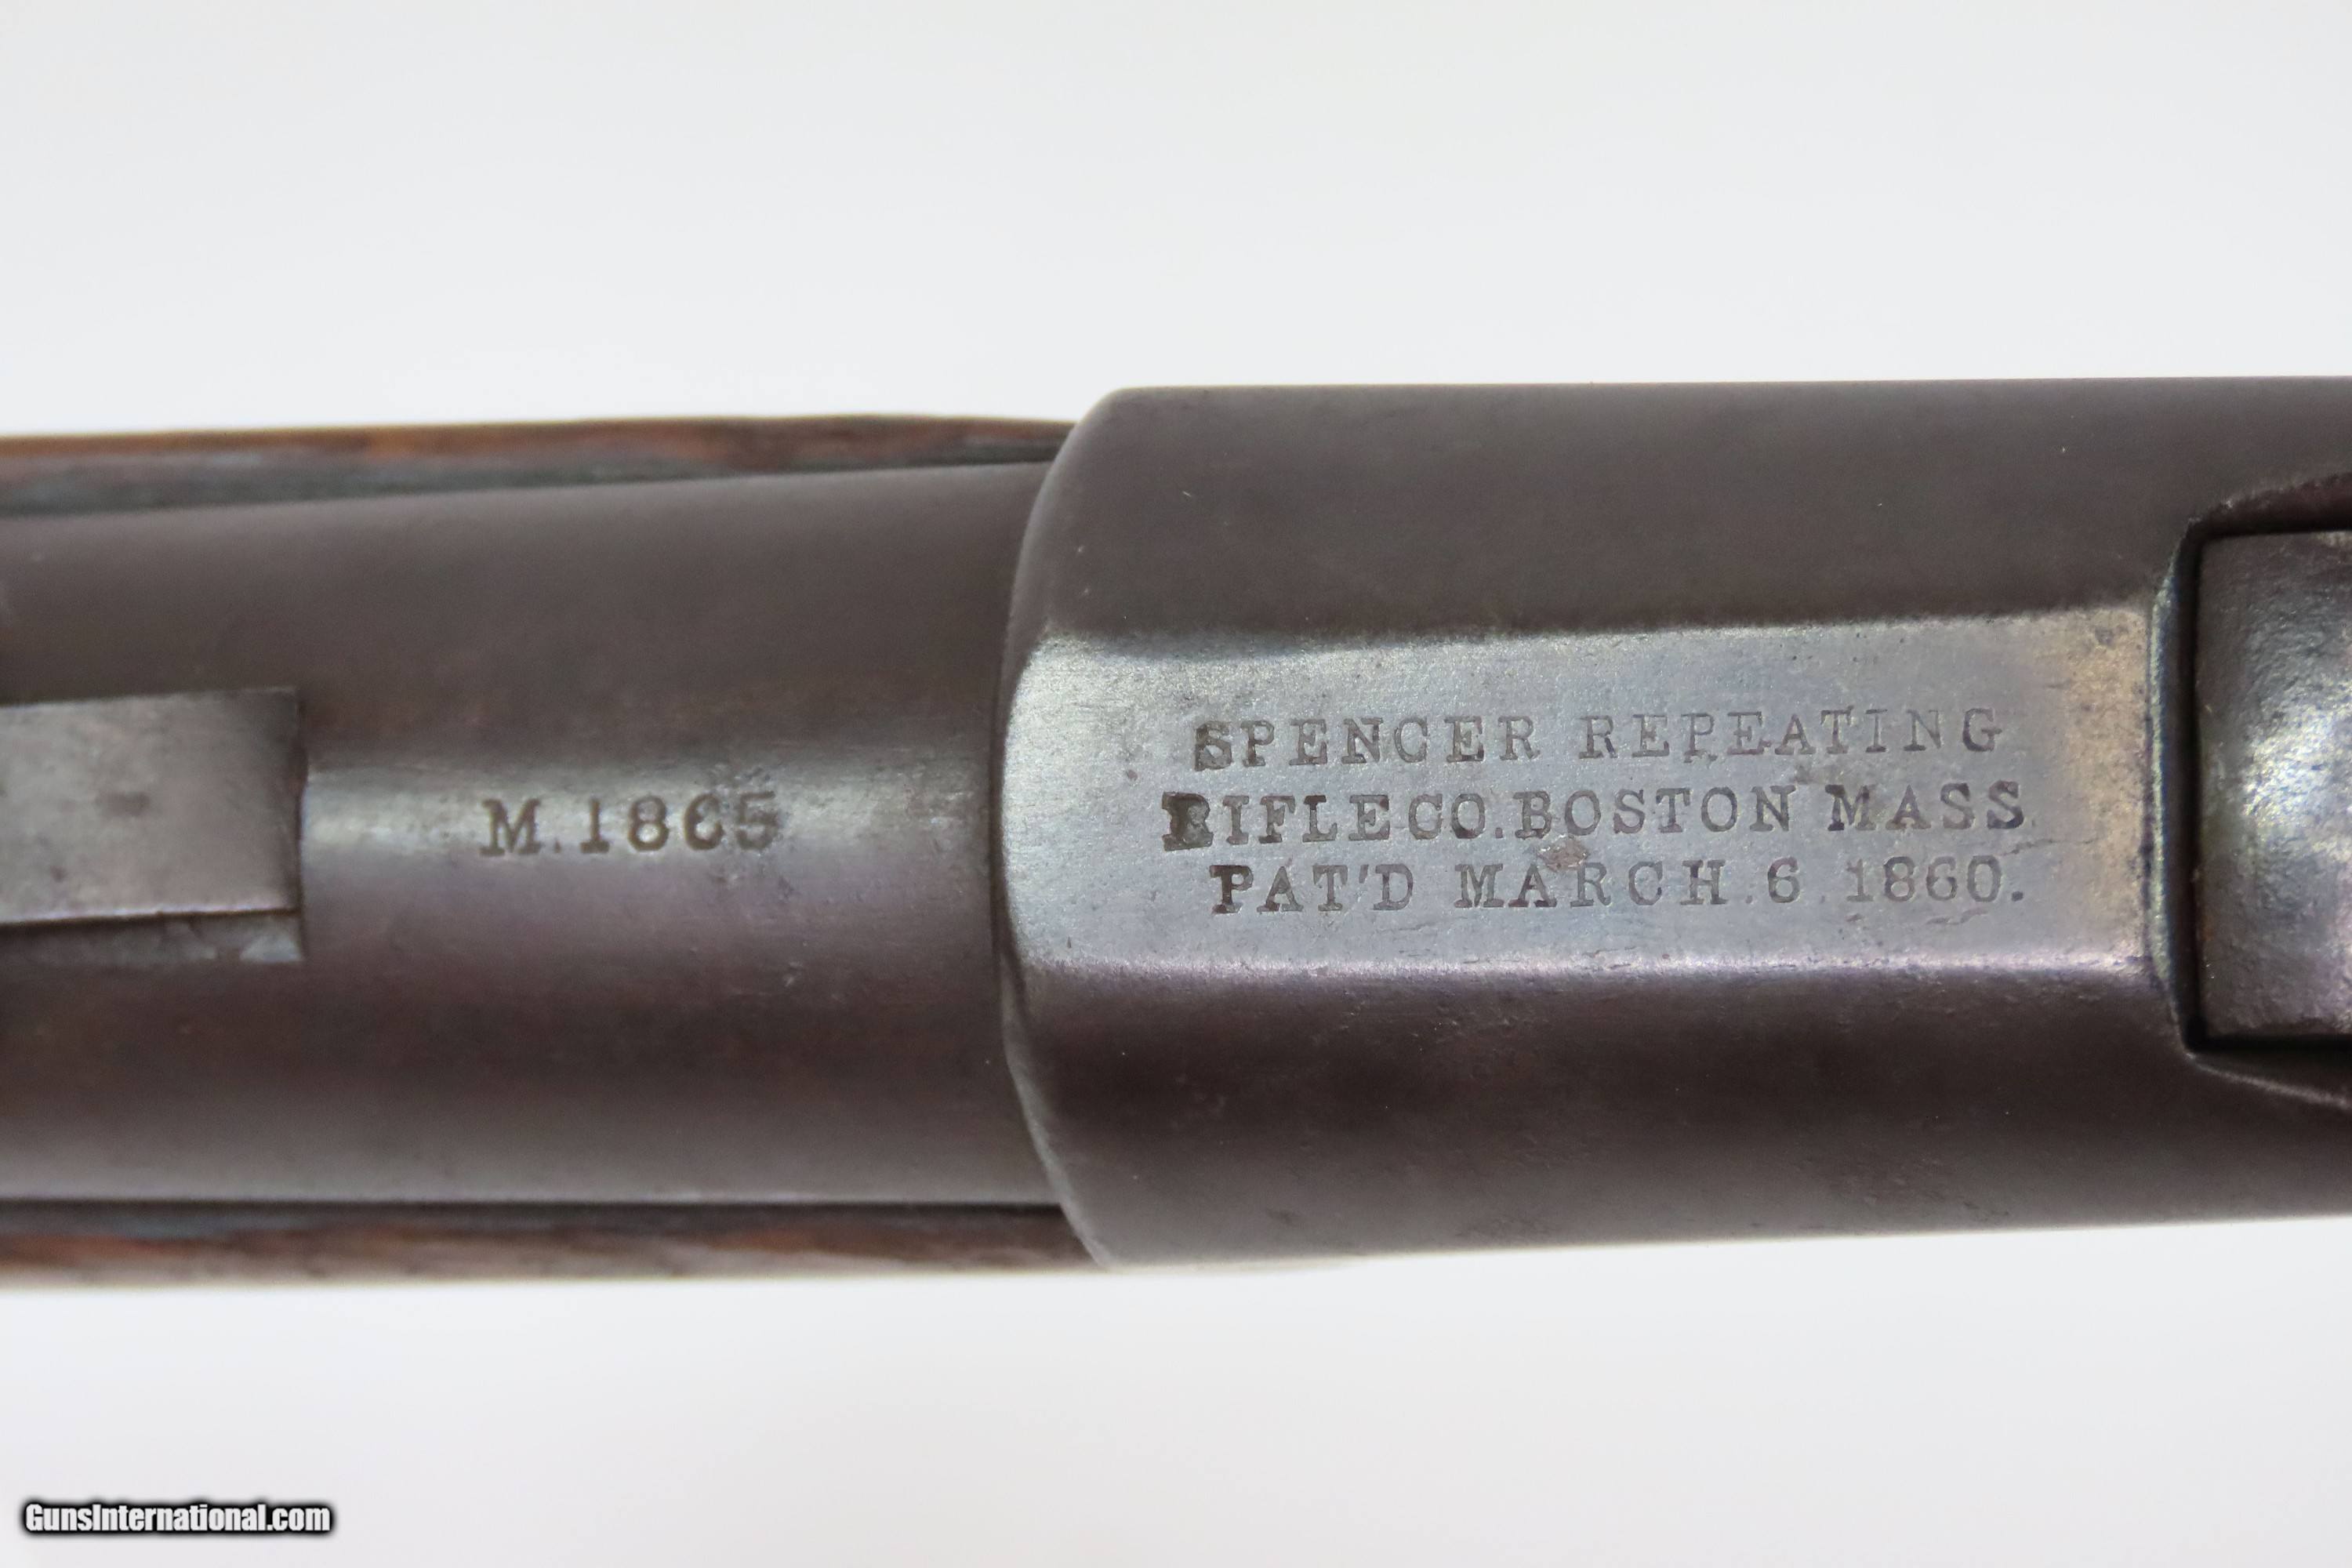 M.1865
SPENCER REPEATING
RIFLE CO. BOSTON MASS.
PAT'D MARCH.6.1860.
GunsInternational.com